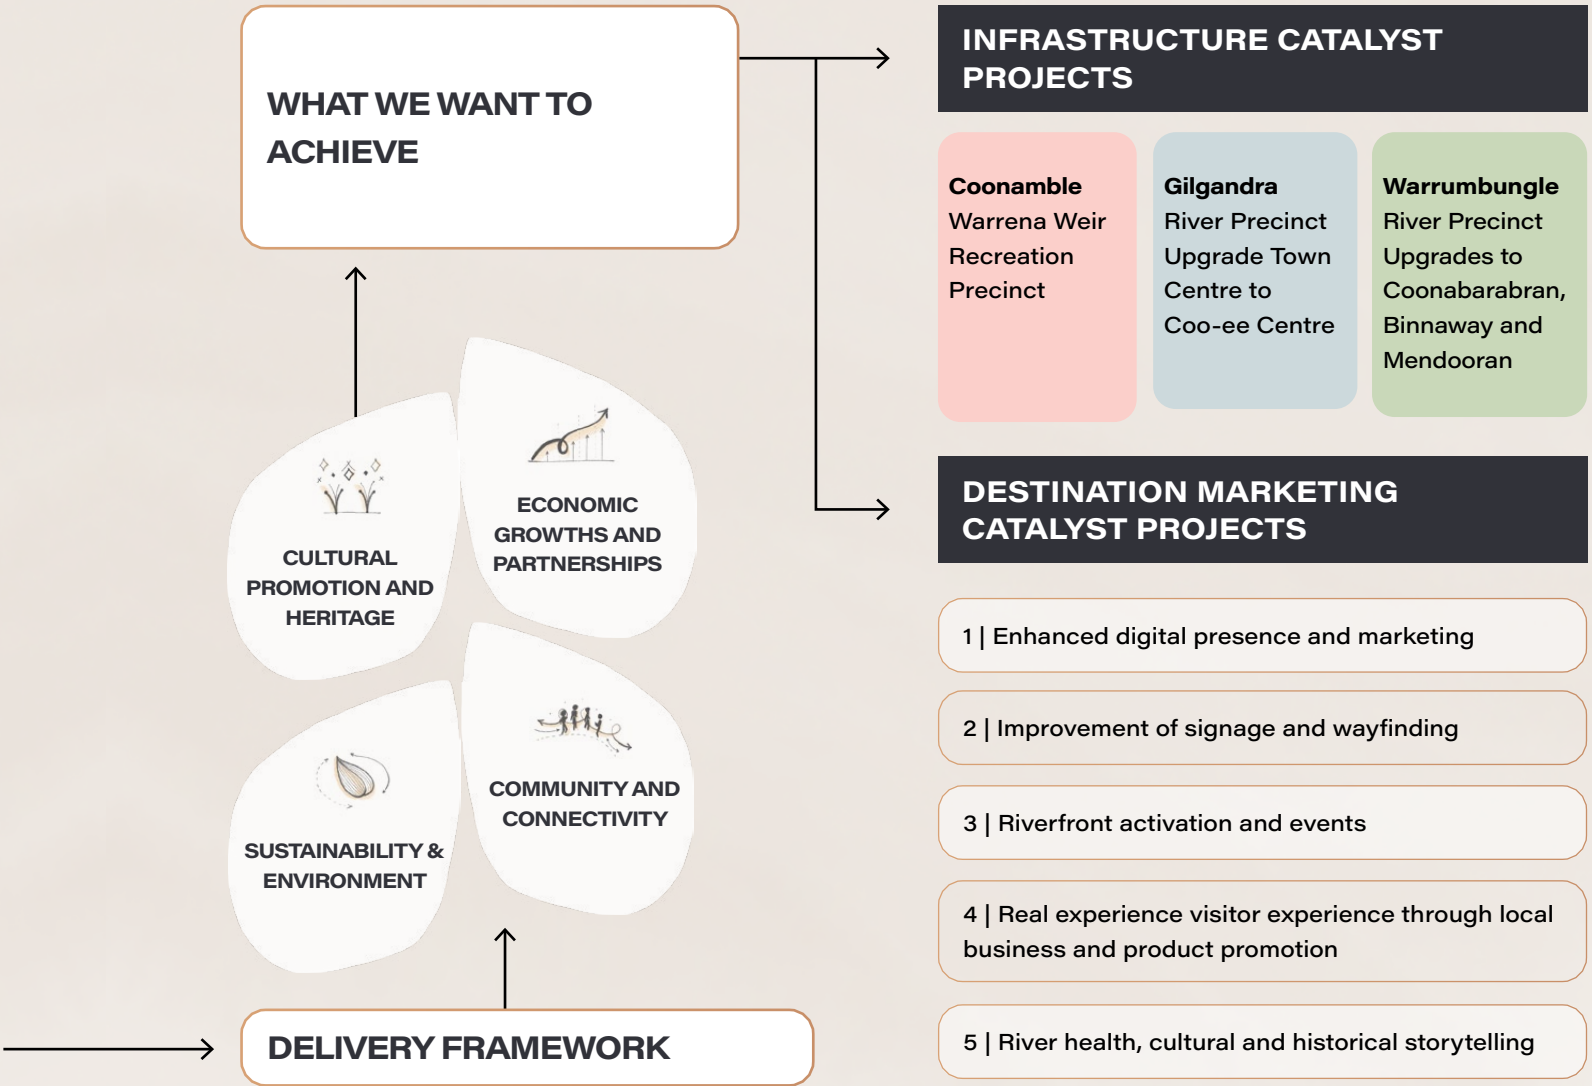 WHAT WE WANT TO
ACHIEVE
CULTURAL
PROMOTION AND
HERITAGE
ECONOMIC
GROWTHS AND
PARTNERSHIPS
SUSTAINABILITY &
ENVIRONMENT
COMMUNITY AND
CONNECTIVITY
DELIVERY FRAMEWORK
INFRASTRUCTURE CATALYST
PROJECTS
Coonamble
Warrena Weir
Recreation
Precinct
Gilgandra
River Precinct
Upgrade Town
Centre to
Coo-ee Centre
Warrumbungle
River Precinct
Upgrades to
Coonabarabran,
Binnaway and
Mendooran
DESTINATION MARKETING
CATALYST PROJECTS
1 | Enhanced digital presence and marketing
2 | Improvement of signage and wayfinding
3 | Riverfront activation and events
4 | Real experience visitor experience through local
business and product promotion
5 | River health, cultural and historical storytelling